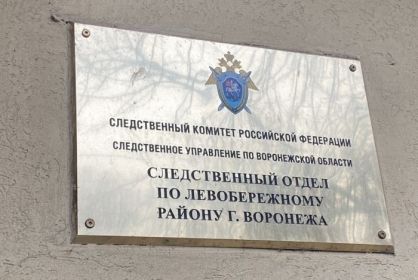 СЛЕДСТВЕННЫЙ КОМИТЕТ РОССИЙСКОЙ ФЕДЕРАЦИИ
СЛЕДСТВЕННОЕ УПРАВЛЕНИЕ ПО ВОРОНЕЖСКОЙ ОБЛАСТИ
СЛЕДСТВЕННЫЙ ОТДЕЛ
ПО ЛЕВОБЕРЕЖНОМУ
РАЙОНУ Г. ВОРОНЕЖА